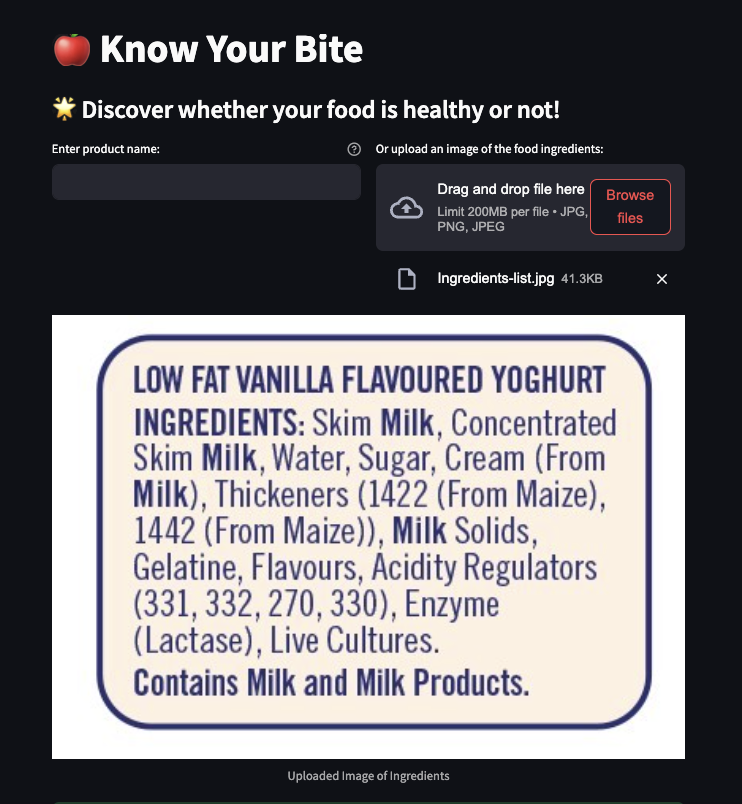 Know Your Bite
Discover whether your food is healthy or not!
Enter product name:
Or upload an image of the food ingredients:
Drag and drop file here
Limit 200MB per file • JPG,
PNG, JPEG
Browse
files
Ingredients-list.jpg 41.3KB
LOW FAT VANILLA FLAVOURED YOGHURT
INGREDIENTS: Skim Milk, Concentrated
Skim Milk, Water, Sugar, Cream (From
Milk), Thickeners (1422 (From Maize),
1442 (From Maize)), Milk Solids,
Gelatine, Flavours, Acidity Regulators
(331, 332, 270, 330), Enzyme
(Lactase), Live Cultures.
Contains Milk and Milk Products.
Uploaded Image of Ingredients